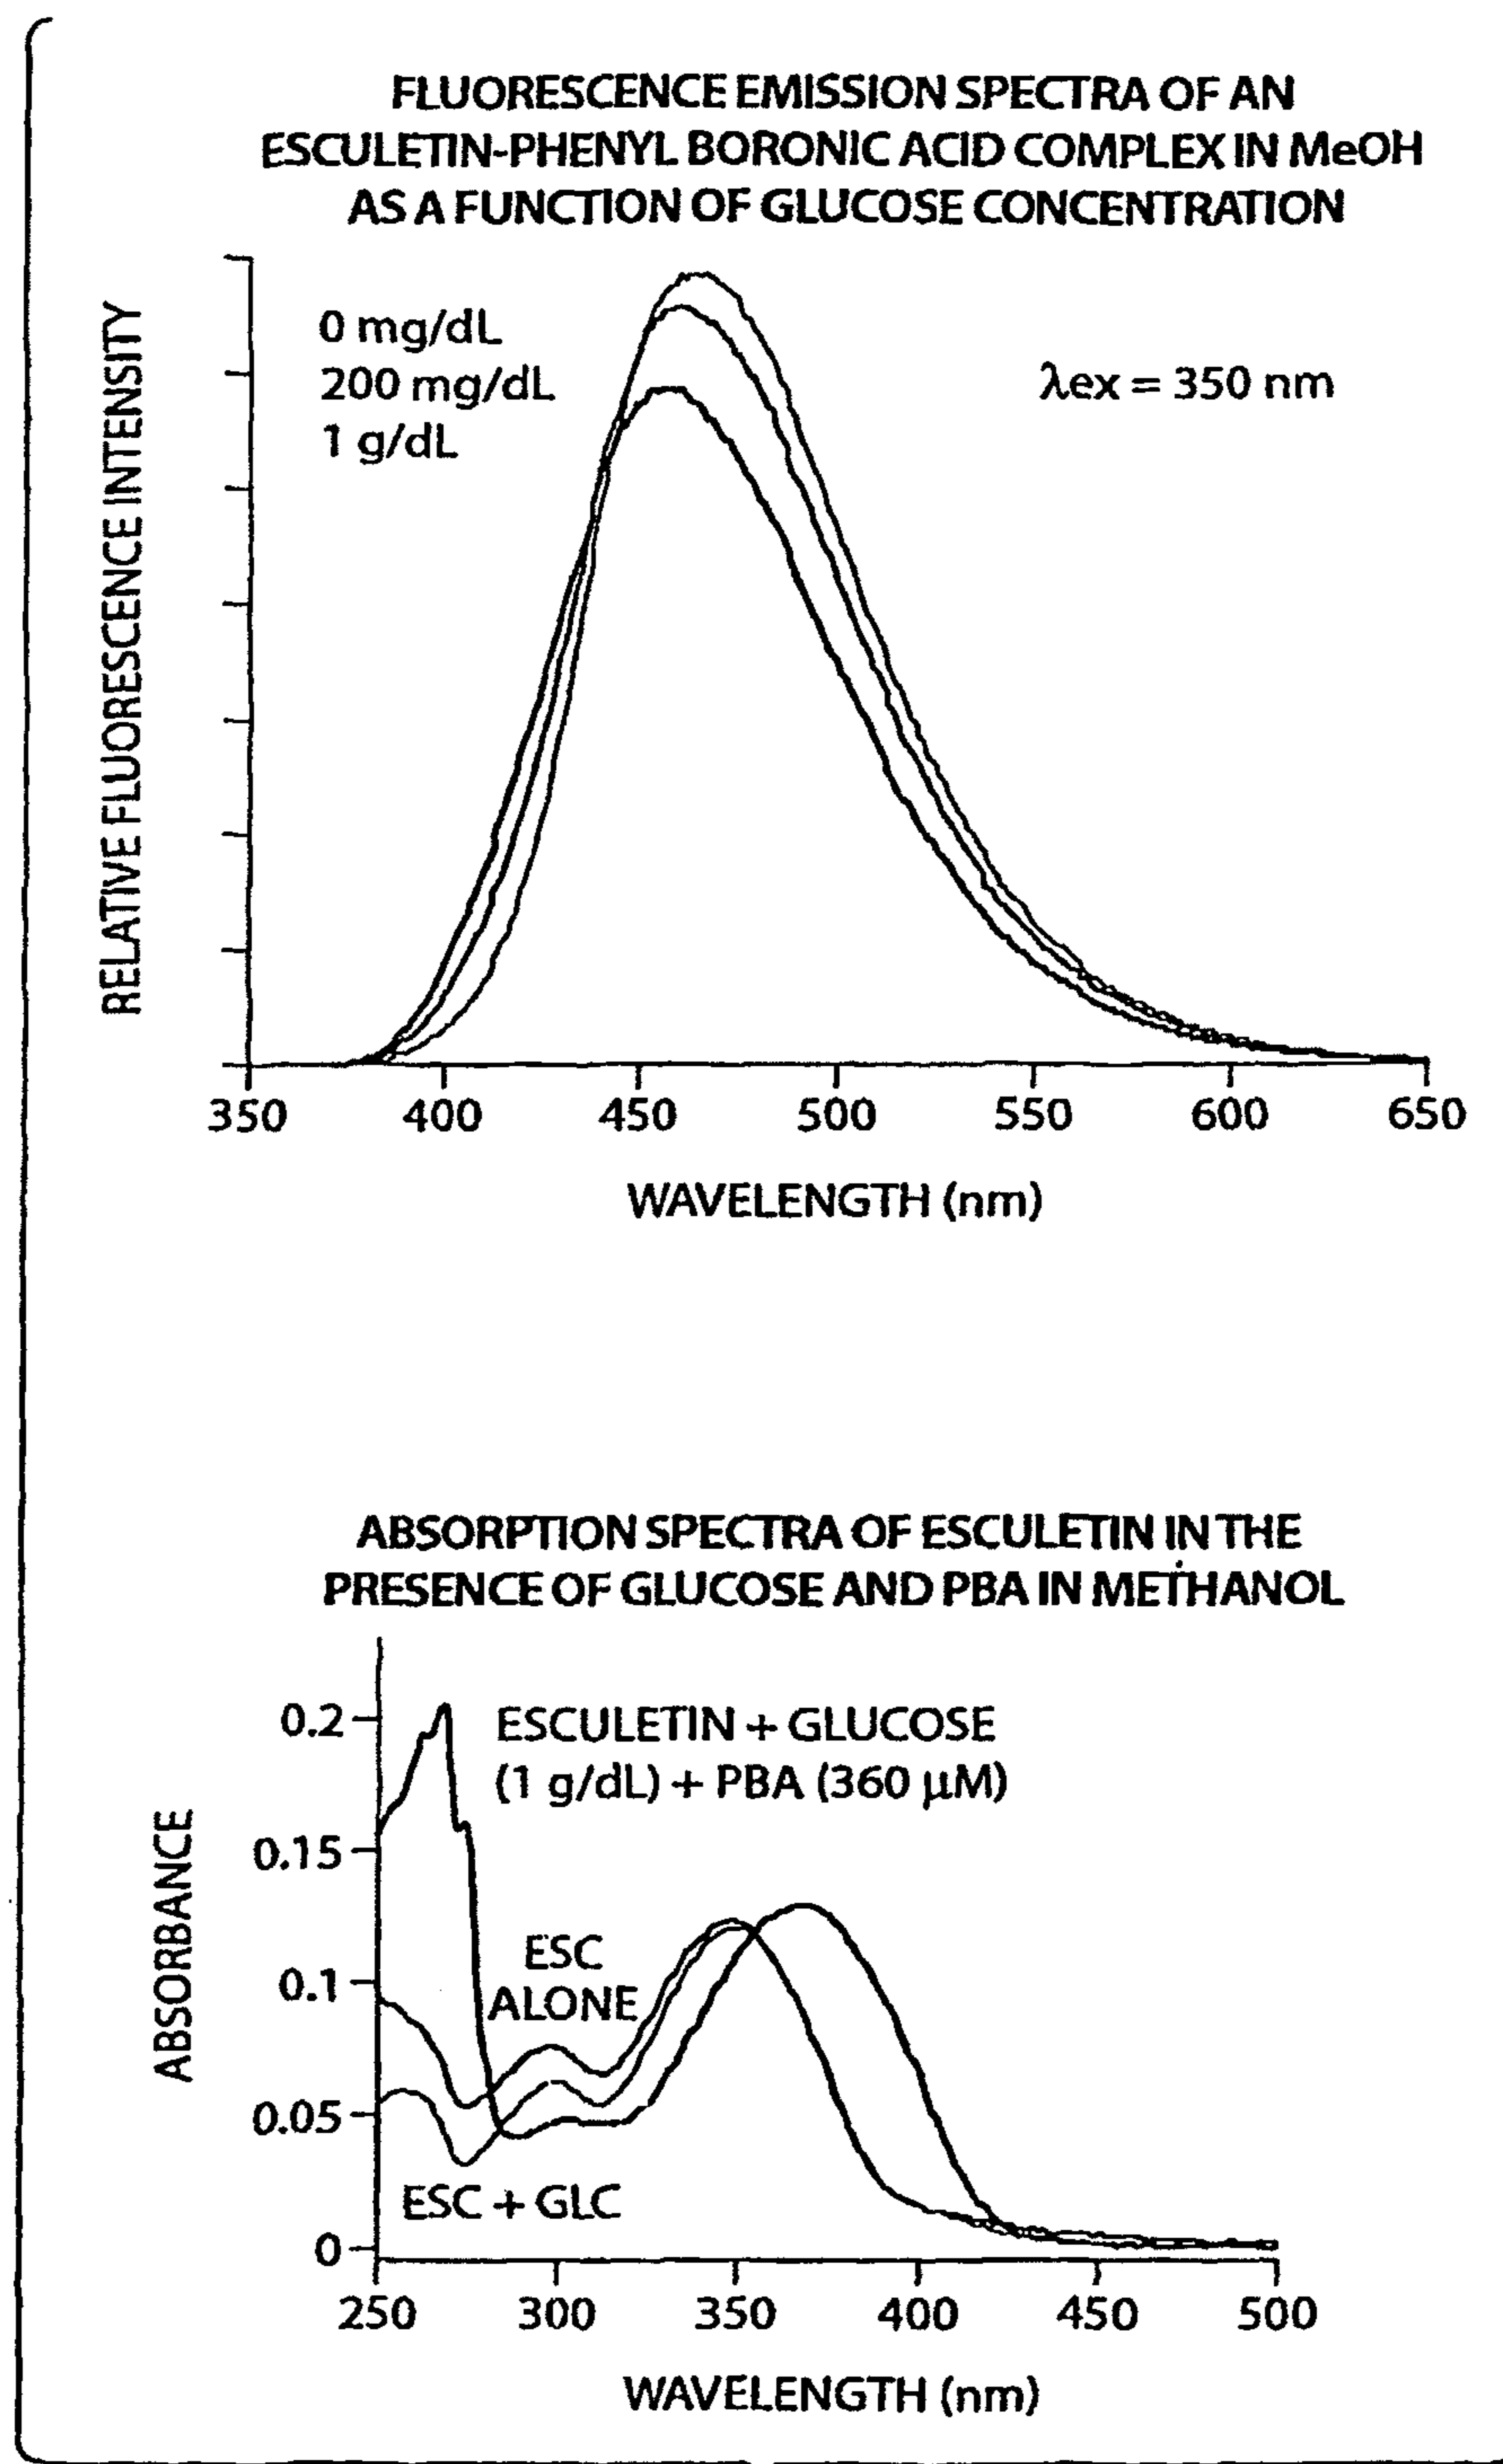 FLUORESCENCE EMISSION SPECTRA OF AN
ESCULETIN-PHENYL BORONIC ACID COMPLEX IN MeOH
AS A FUNCTION OF GLUCOSE CONCENTRATION
RELATIVE FLUORESCENCE INTENSITY
0 mg/dL
200 mg/dL
1 g/dL
λex = 350 nm
350 400 450 500 550 600 650
WAVELENGTH (nm)
ABSORPTION SPECTRA OF ESCULETIN IN THE
PRESENCE OF GLUCOSE AND PBA IN METHANOL
ABSORBANCE
0.2
0.15
0.1
0.05
0
ESCULETIN + GLUCOSE
(1 g/dL) + PBA (360 μM)
ESC
ALONE
ESC + GLC
250 300 350 400 450 500
WAVELENGTH (nm)